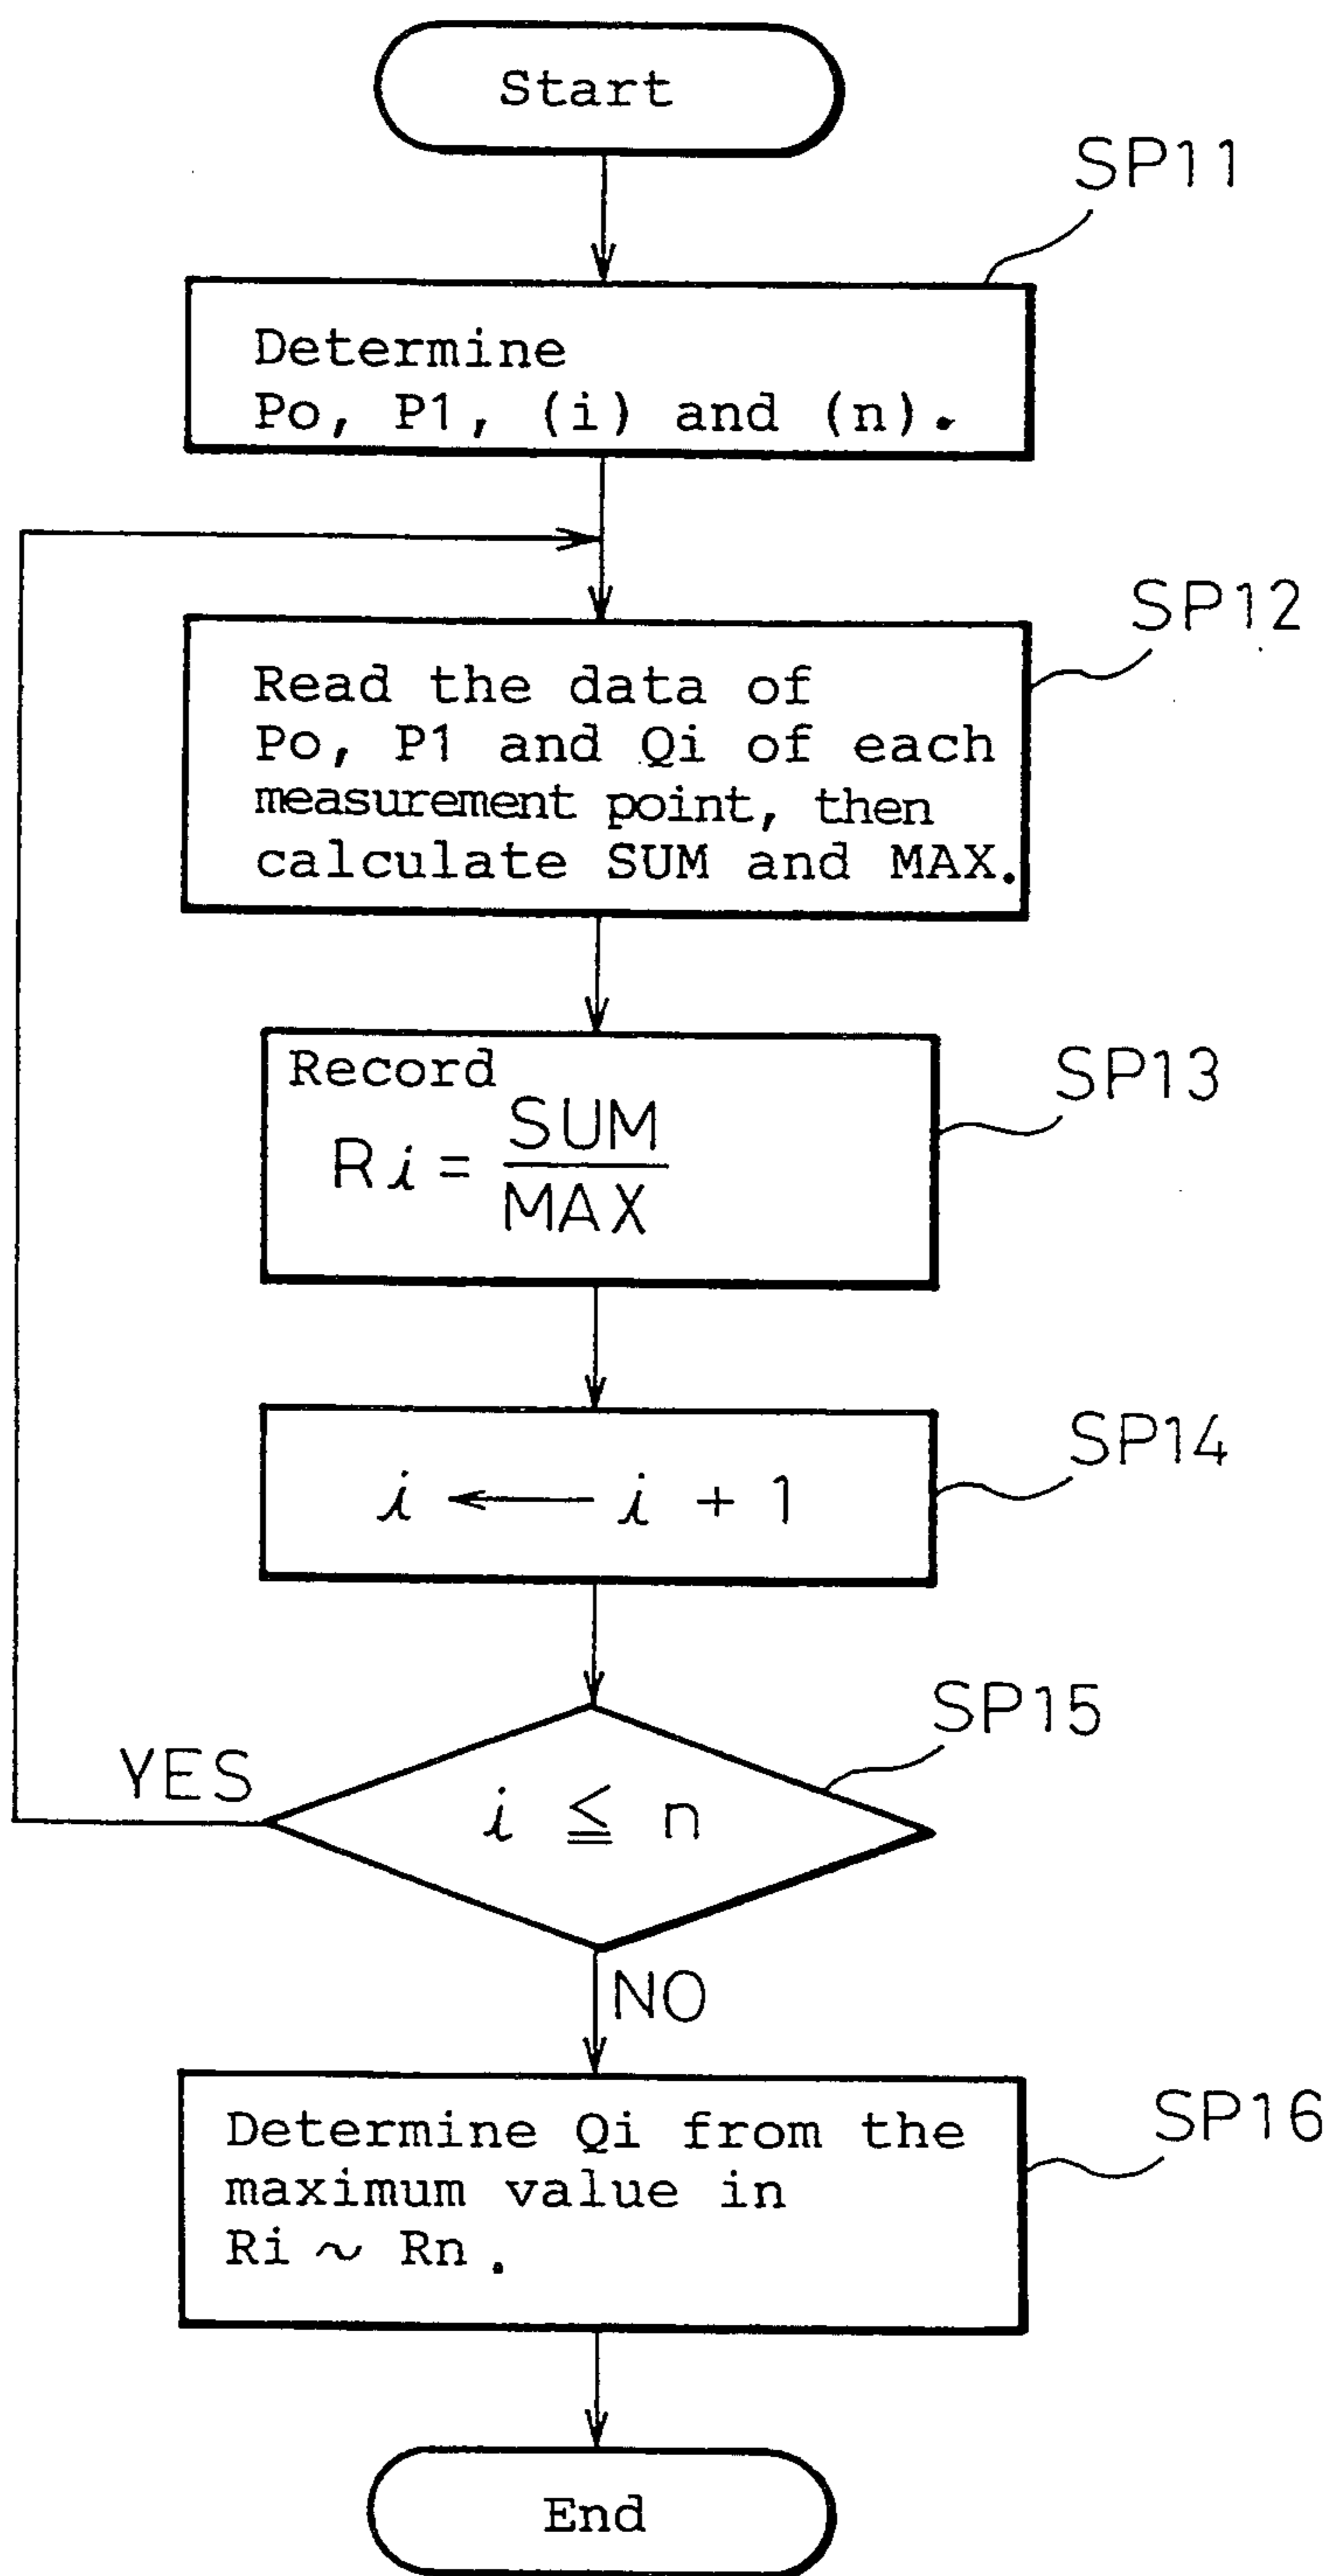 Start
SP11
Determine
Po, P1, (i) and (n).
SP12
Read the data of
Po, P1 and Qi of each
measurement point, then
calculate SUM and MAX.
SP13
Record
Ri = SUM/MAX
SP14
i ← i + 1
SP15
YES
i ≦ n
NO
SP16
Determine Qi from the
maximum value in
Ri ~ Rn.
End